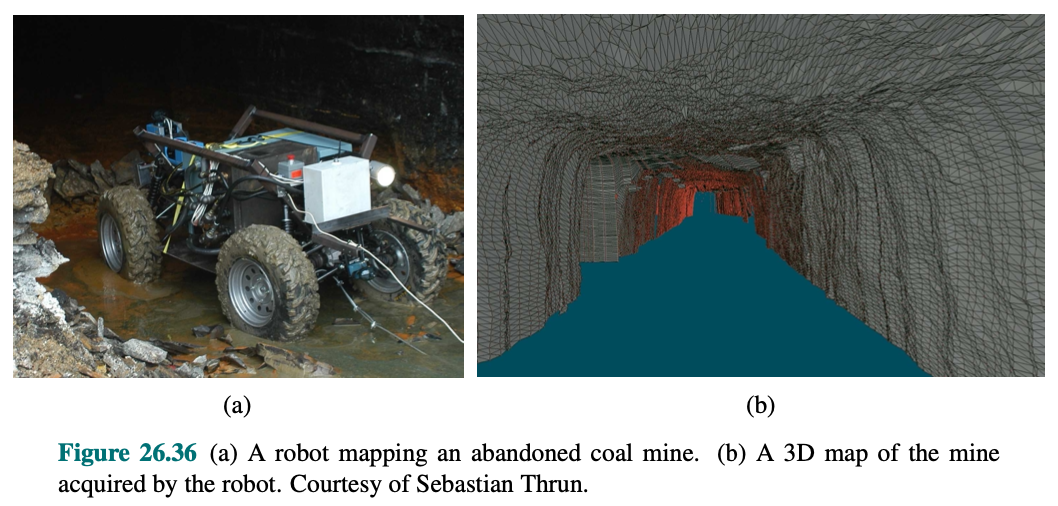 (a)
(b)
Figure 26.36 (a) A robot mapping an abandoned coal mine. (b) A 3D map of the mine
acquired by the robot. Courtesy of Sebastian Thrun.